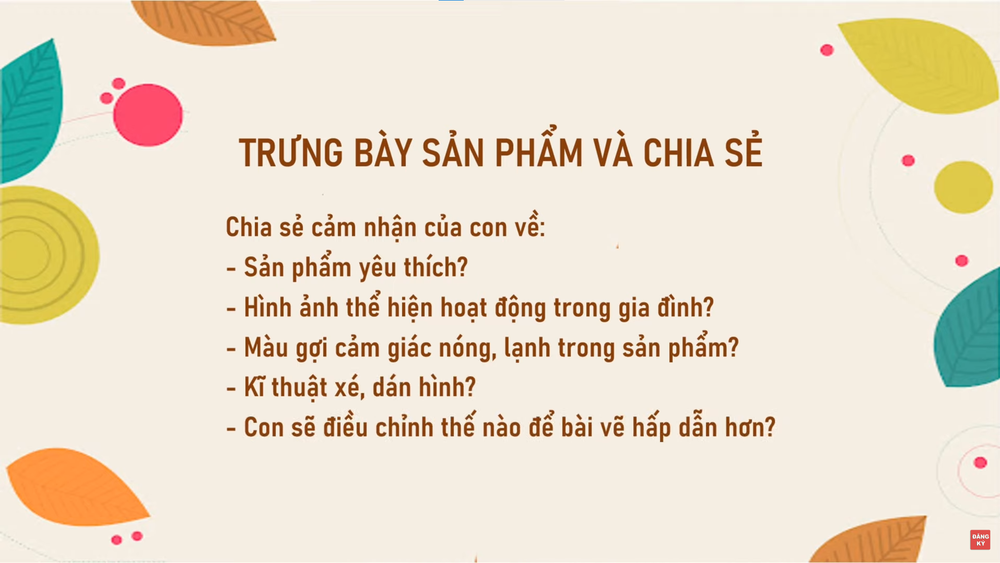 TRƯNG BÀY SẢN PHẨM VÀ CHIA SẺ
Chia sẻ cảm nhận của con về:
- Sản phẩm yêu thích?
- Hình ảnh thể hiện hoạt động trong gia đình?
- Màu gợi cảm giác nóng, lạnh trong sản phẩm?
- Kĩ thuật xé, dán hình?
- Con sẽ điều chỉnh thế nào để bài vẽ hấp dẫn hơn?
ĐĂNG
KÝ